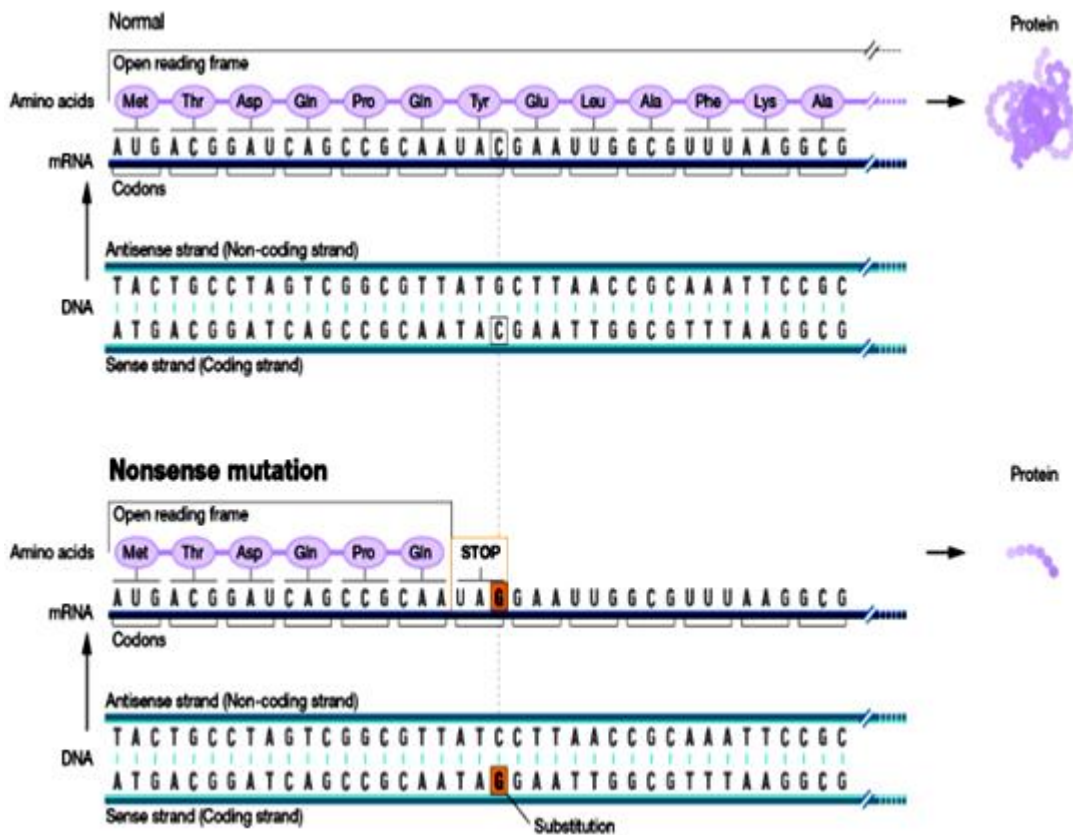 Normal
Protein
Open reading frame
Amino acids Met Thr Asp Gln Pro Gln Tyr Glu Leu Ala Phe Lys Ala
A U G A C G G A U C A G C C G C A A U A C G A A U U G G C G U U U A A G G C G
mRNA
Codons
Antisense strand (Non-coding strand)
T A C T G C C T A G T C G G C G T T A T G C T T A A C C G C A A A T T C C G C
DNA
A T G A C G G A T C A G C C G C A A T A C G A A T T G G C G T T T A A G G C G
Sense strand (Coding strand)
Nonsense mutation
Protein
Open reading frame
Amino acids Met Thr Asp Gln Pro Gln STOP
A U G A C G G A U C A G C C G C A A U A G G A A U U G G C G U U U A A G G C G
mRNA
Codons
Antisense strand (Non-coding strand)
T A C T G C C T A G T C G G C G T T A T C C T T A A C C G C A A A T T C C G C
DNA
A T G A C G G A T C A G C C G C A A T A G G A A T T G G C G T T T A A G G C G
Sense strand (Coding strand)
Substitution